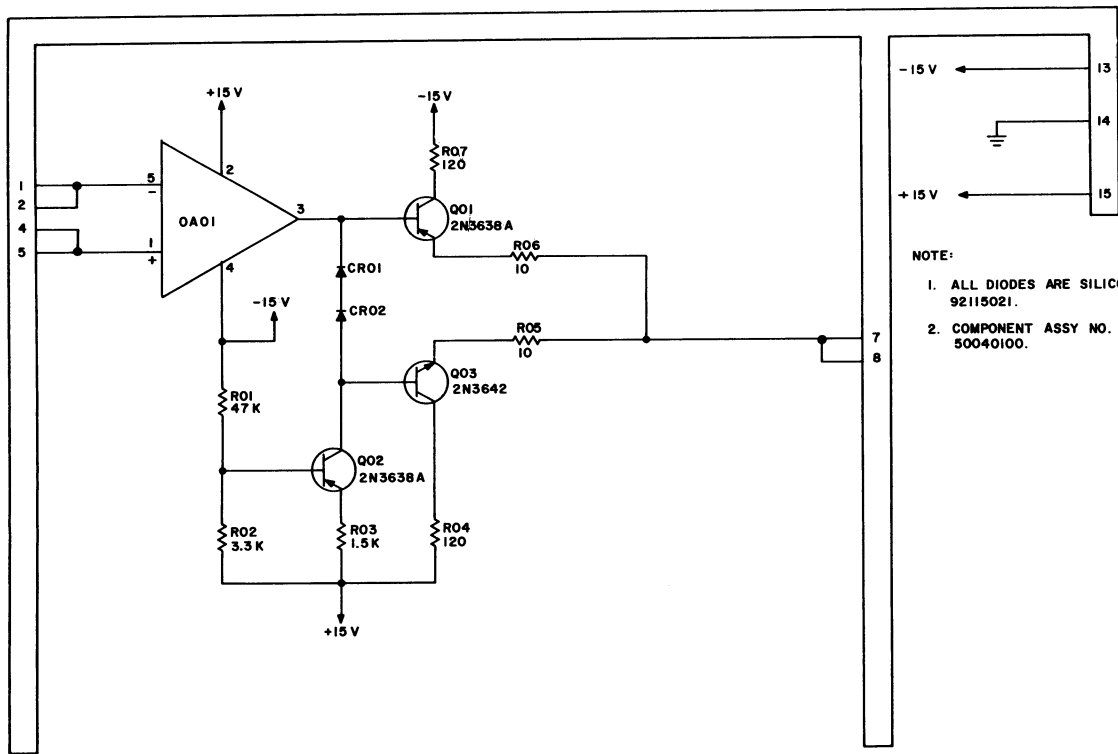 -15 V
13
14
+15 V
15
+15 V
-15 V
R07
120
2
1
2
4
5
5
-
OA01
3
1
+
4
Q01
2N3638A
R06
10
CR01
CR02
-15 V
R05
10
7
8
Q03
2N3642
R01
47 K
Q02
2N3638A
R02
3.3 K
R03
1.5K
R04
120
+15 V
NOTE:
1. ALL DIODES ARE SILIC
92115021.
2. COMPONENT ASSY NO.
50040100.